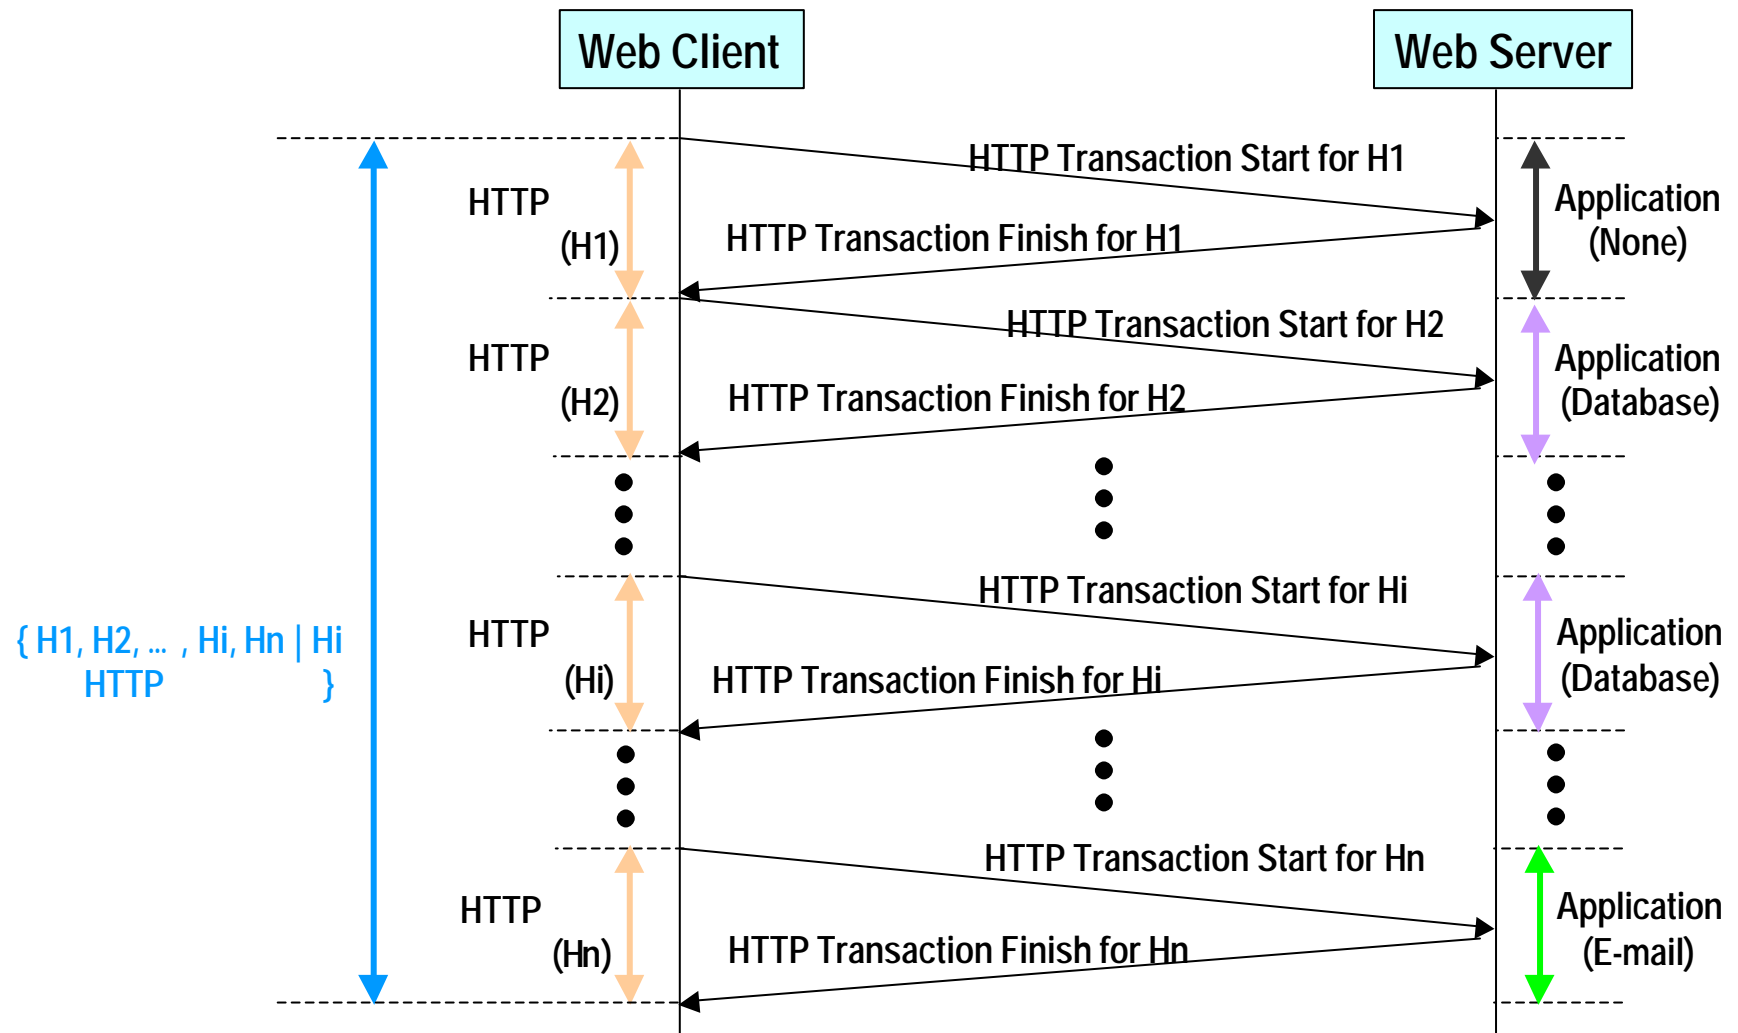 Web Client
Web Server
HTTP Transaction Start for H1
HTTP
(H1)
HTTP Transaction Finish for H1
Application
(None)
HTTP Transaction Start for H2
HTTP
(H2)
HTTP Transaction Finish for H2
Application
(Database)
HTTP Transaction Start for Hi
{ H1, H2, ... , Hi, Hn | Hi
HTTP }
HTTP
(Hi)
HTTP Transaction Finish for Hi
Application
(Database)
HTTP Transaction Start for Hn
HTTP
(Hn)
HTTP Transaction Finish for Hn
Application
(E-mail)